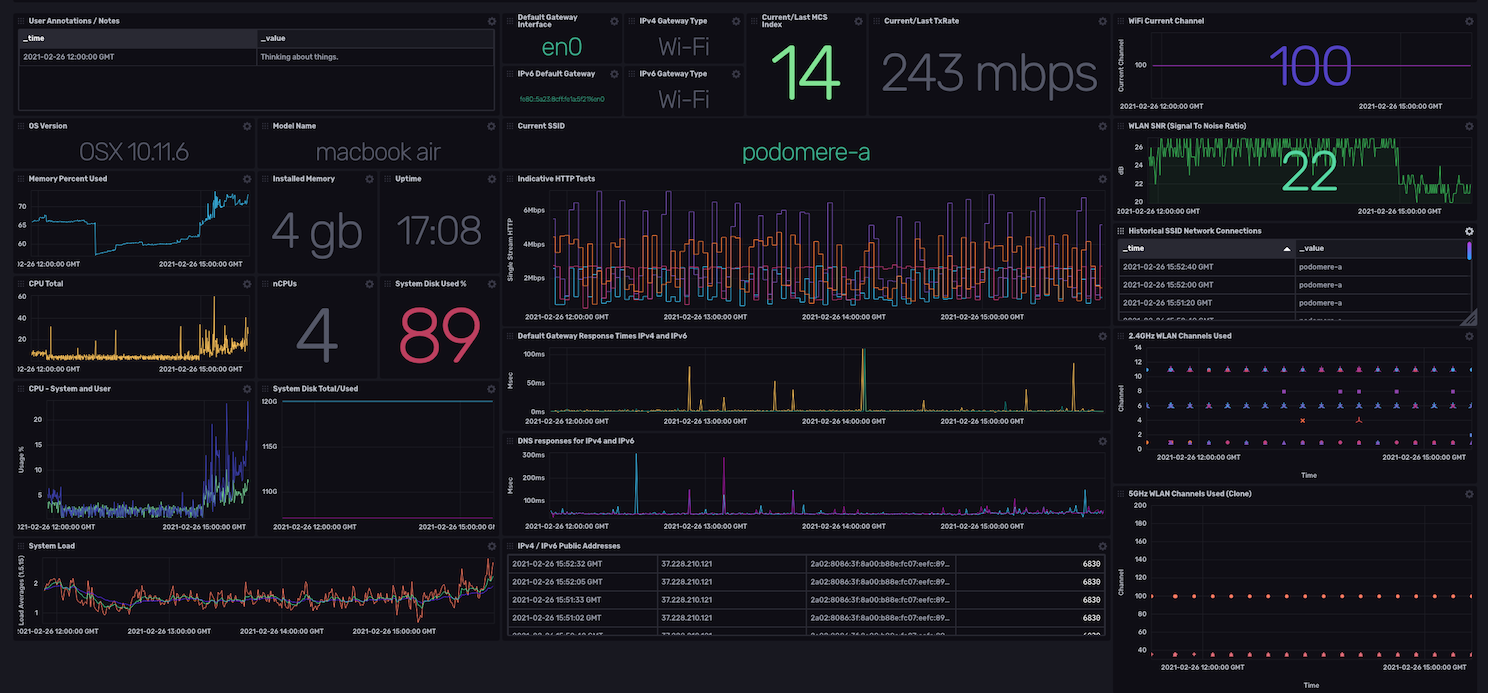 User Annotations / Notes
_time _value
2021-02-26 12:00:00 GMT Thinking about things.
Default Gateway
Interface
en0
IPv4 Gateway Type
Wi-Fi
IPv6 Default Gateway
IPv6 Gateway Type
Wi-Fi
Current/Last MCS
Index
14
Current/Last TxRate
243 mbps
WiFi Current Channel
Current Channel
100
100
2021-02-26 12:00:00 GMT 2021-02-26 15:00:00 GMT
OS Version
OSX 10.11.6
Model Name
macbook air
Current SSID
podomere-a
WLAN SNR (Signal To Noise Ratio)
dB
26
24
22
20
22
2021-02-26 12:00:00 GMT 2021-02-26 15:00:00 GMT
Memory Percent Used
70
65
60
12:00:00 GMT 2021-02-26 15:00:00 GMT
Installed Memory
4 gb
Uptime
17:08
Indicative HTTP Tests
Single Stream HTTP
6Mbps
4Mbps
2Mbps
2021-02-26 12:00:00 GMT 2021-02-26 13:00:00 GMT 2021-02-26 14:00:00 GMT 2021-02-26 15:00:00 GMT
Historical SSID Network Connections
_time _value
2021-02-26 15:52:40 GMT podomere-a
2021-02-26 15:52:00 GMT podomere-a
2021-02-26 15:51:20 GMT podomere-a
CPU Total
60
40
20
12:00:00 GMT 2021-02-26 15:00:00 GMT
nCPUs
4
System Disk Used %
89
Default Gateway Response Times IPv4 and IPv6
Msec
100ms
50ms
0ms
2021-02-26 12:00:00 GMT 2021-02-26 13:00:00 GMT 2021-02-26 14:00:00 GMT 2021-02-26 15:00:00 GMT
2.4GHz WLAN Channels Used
Channel
14
12
10
8
6
4
2
0
2021-02-26 12:00:00 GMT 2021-02-26 15:00:00 GMT
Time
CPU - System and User
Usage %
20
15
10
5
2021-02-26 12:00:00 GMT 2021-02-26 15:00:00 GMT
System Disk Total/Used
120G
115G
110G
2021-02-26 12:00:00 GMT 2021-02-26 15:00:00
DNS responses for IPv4 and IPv6
Msec
300ms
200ms
100ms
2021-02-26 12:00:00 GMT 2021-02-26 13:00:00 GMT 2021-02-26 14:00:00 GMT 2021-02-26 15:00:00 GMT
5GHz WLAN Channels Used (Clone)
Channel
200
180
160
140
120
100
80
60
40
2021-02-26 12:00:00 GMT 2021-02-26 15:00:00 GMT
Time
System Load
Load Averages (1,5,15)
2
1
2021-02-26 12:00:00 GMT 2021-02-26 13:00:00 GMT 2021-02-26 14:00:00 GMT 2021-02-26 15:00:00 GMT
IPv4 / IPv6 Public Addresses
2021-02-26 15:52:32 GMT 37.228.210.121 2a02:8086:3f:8a00:b88e:fc07:eefc:89... 6830
2021-02-26 15:52:05 GMT 37.228.210.121 2a02:8086:3f:8a00:b88e:fc07:eefc:89... 6830
2021-02-26 15:51:33 GMT 37.228.210.121 2a02:8086:3f:8a00:b88e:fc07:eefc:89... 6830
2021-02-26 15:51:02 GMT 37.228.210.121 2a02:8086:3f:8a00:b88e:fc07:eefc:89... 6830